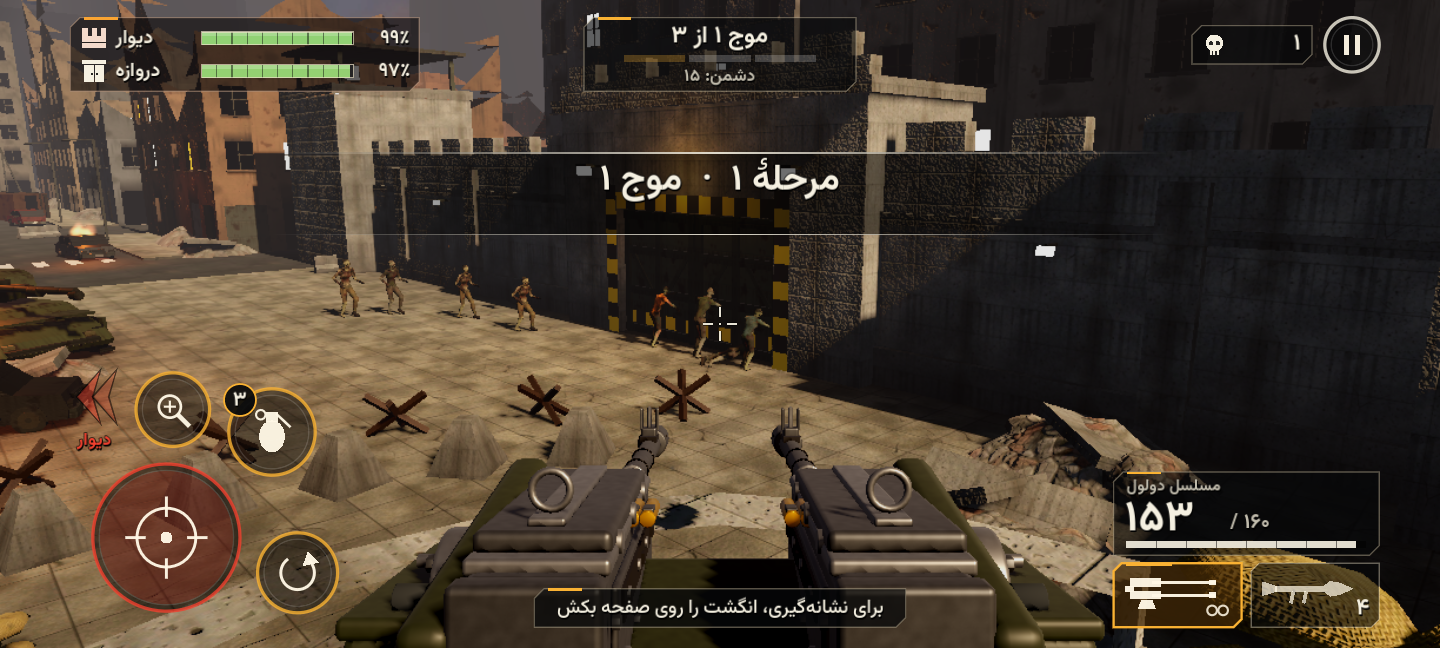 دیوار ۹۹٪
دروازه ۹۷٪
موج ۱ از ۳
دشمن: ۱۵
۱
مرحلهٔ ۱ · موج ۱
۳
دیوار
مسلسل دولول
۱۵۳ / ۱۶۰
∞
۴
برای نشانه‌گیری، انگشت را روی صفحه بکش